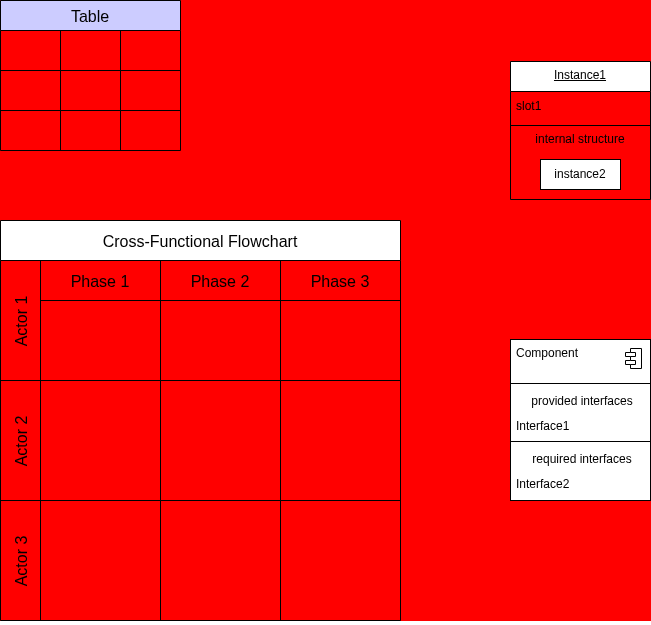 Table
Instance1
slot1
internal structure
instance2
Cross-Functional Flowchart
Phase 1
Phase 2
Phase 3
Actor 1
Actor 2
Actor 3
Component
provided interfaces
Interface1
required interfaces
Interface2